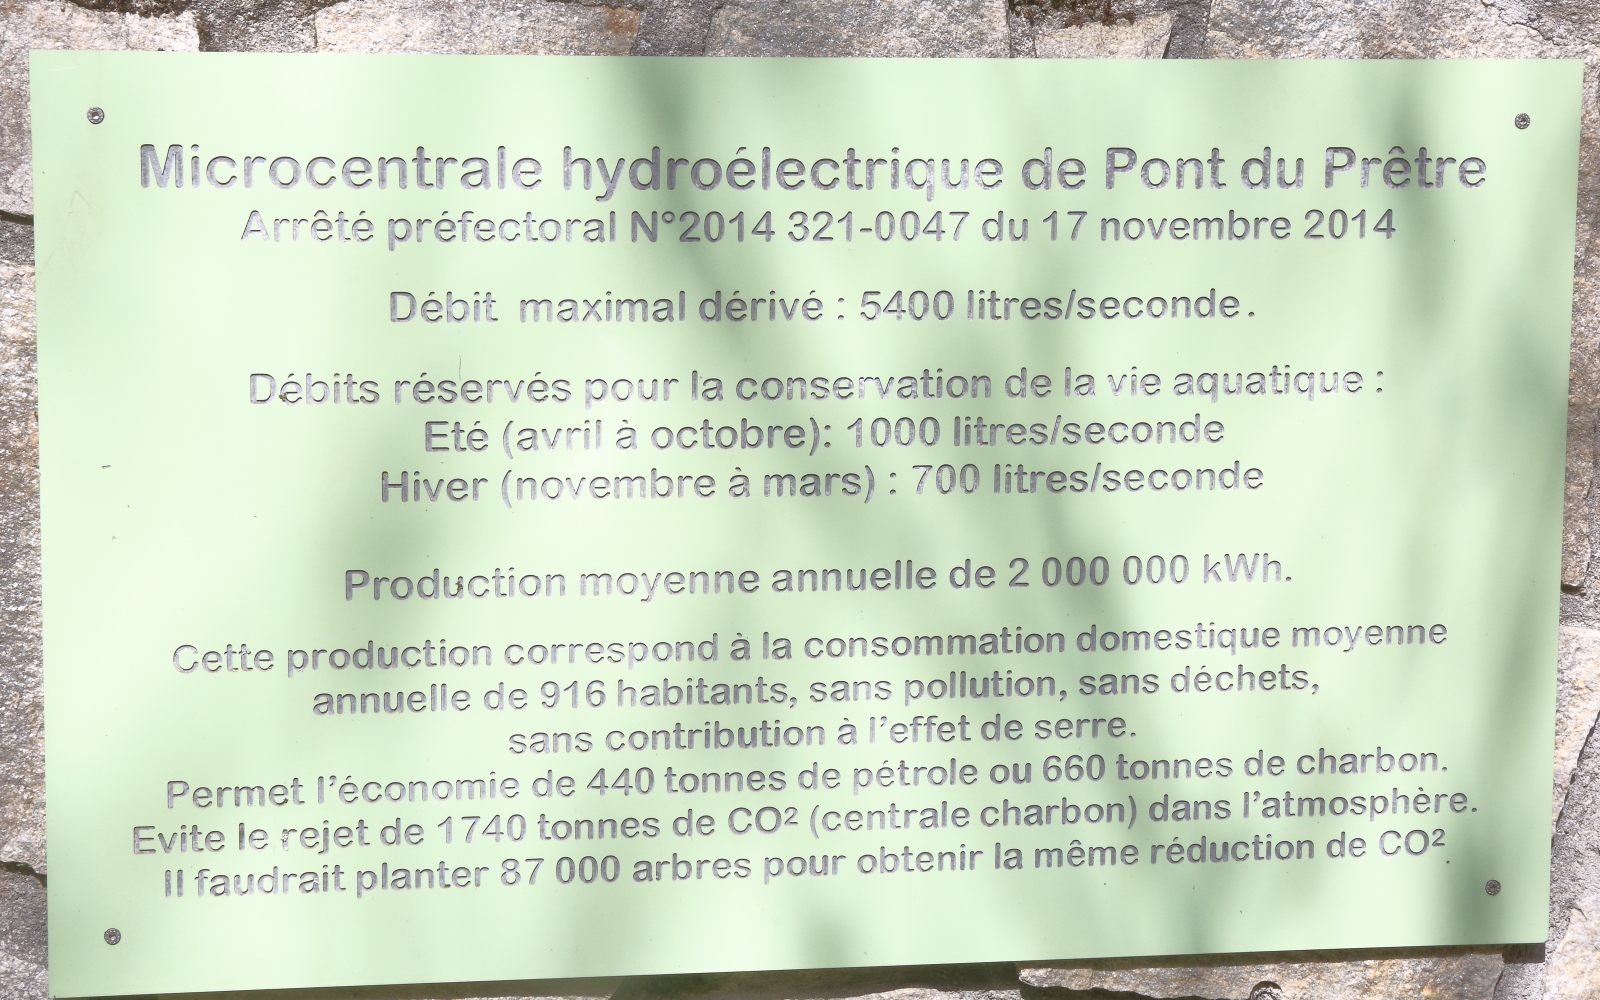 Microcentrale hydroélectrique de Pont du Prêtre
Arrêté préfectoral N°2014 321-0047 du 17 novembre 2014
Débit maximal dérivé : 5400 litres/seconde.
Débits réservés pour la conservation de la vie aquatique :
Eté (avril à octobre): 1000 litres/seconde
Hiver (novembre à mars) : 700 litres/seconde
Production moyenne annuelle de 2 000 000 kWh.
Cette production correspond à la consommation domestique moyenne
annuelle de 916 habitants, sans pollution, sans déchets,
sans contribution à l'effet de serre.
Permet l'économie de 440 tonnes de pétrole ou 660 tonnes de charbon.
Evite le rejet de 1740 tonnes de CO² (centrale charbon) dans l'atmosphère.
Il faudrait planter 87 000 arbres pour obtenir la même réduction de CO².